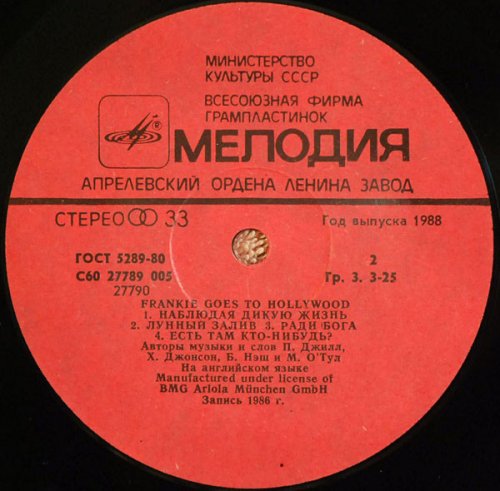 МИНИСТЕРСТВО
КУЛЬТУРЫ СССР
ВСЕСОЮЗНАЯ ФИРМА
ГРАМПЛАСТИНОК
МЕЛОДИЯ
АПРЕЛЕВСКИЙ ОРДЕНА ЛЕНИНА ЗАВОД
СТЕРЕО 33 Год выпуска 1988
ГОСТ 5289-80 2
С60 27789 005 Гр. 3. 3-25
27790
FRANKIE GOES TO HOLLYWOOD
1. НАБЛЮДАЯ ДИКУЮ ЖИЗНЬ
2. ЛУННЫЙ ЗАЛИВ 3. РАДИ БОГА
4. ЕСТЬ ТАМ КТО-НИБУДЬ?
Авторы музыки и слов П. Джилл,
Х. Джонсон, Б. Нэш и М. О'Тул
На английском языке
Manufactured under license of
BMG Ariola München GmbH
Запись 1986 г.